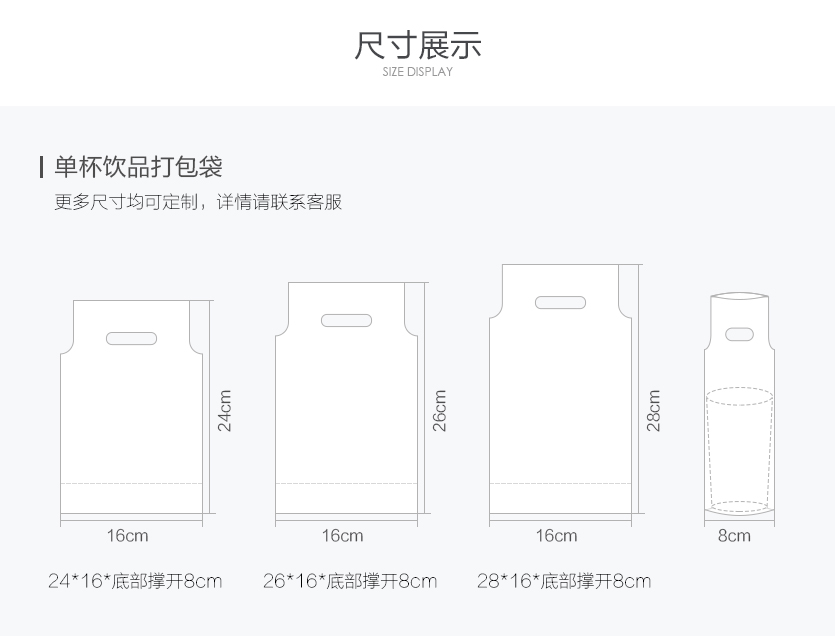 尺寸展示
SIZE DISPLAY
单杯饮品打包袋
更多尺寸均可定制，详情请联系客服
24cm
26cm
28cm
16cm
16cm
16cm
8cm
24*16*底部撑开8cm
26*16*底部撑开8cm
28*16*底部撑开8cm